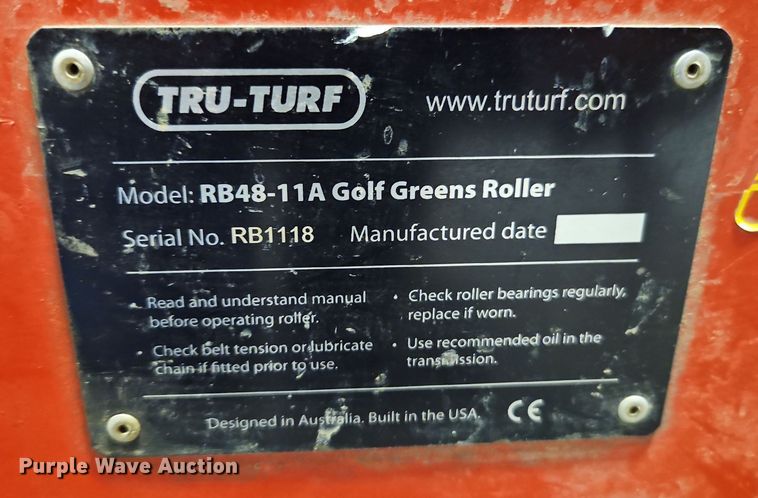 TRU-TURF
www.truturf.com
Model: RB48-11A Golf Greens Roller
Serial No. RB1118 Manufactured date
• Read and understand manual
before operating roller.
• Check belt tension or lubricate
Chain if fitted prior to use.
• Check roller bearings regularly,
replace if worn.
• Use recommended oil in the
transmission.
Designed in Australia. Built in the USA. CE
Purple Wave Auction